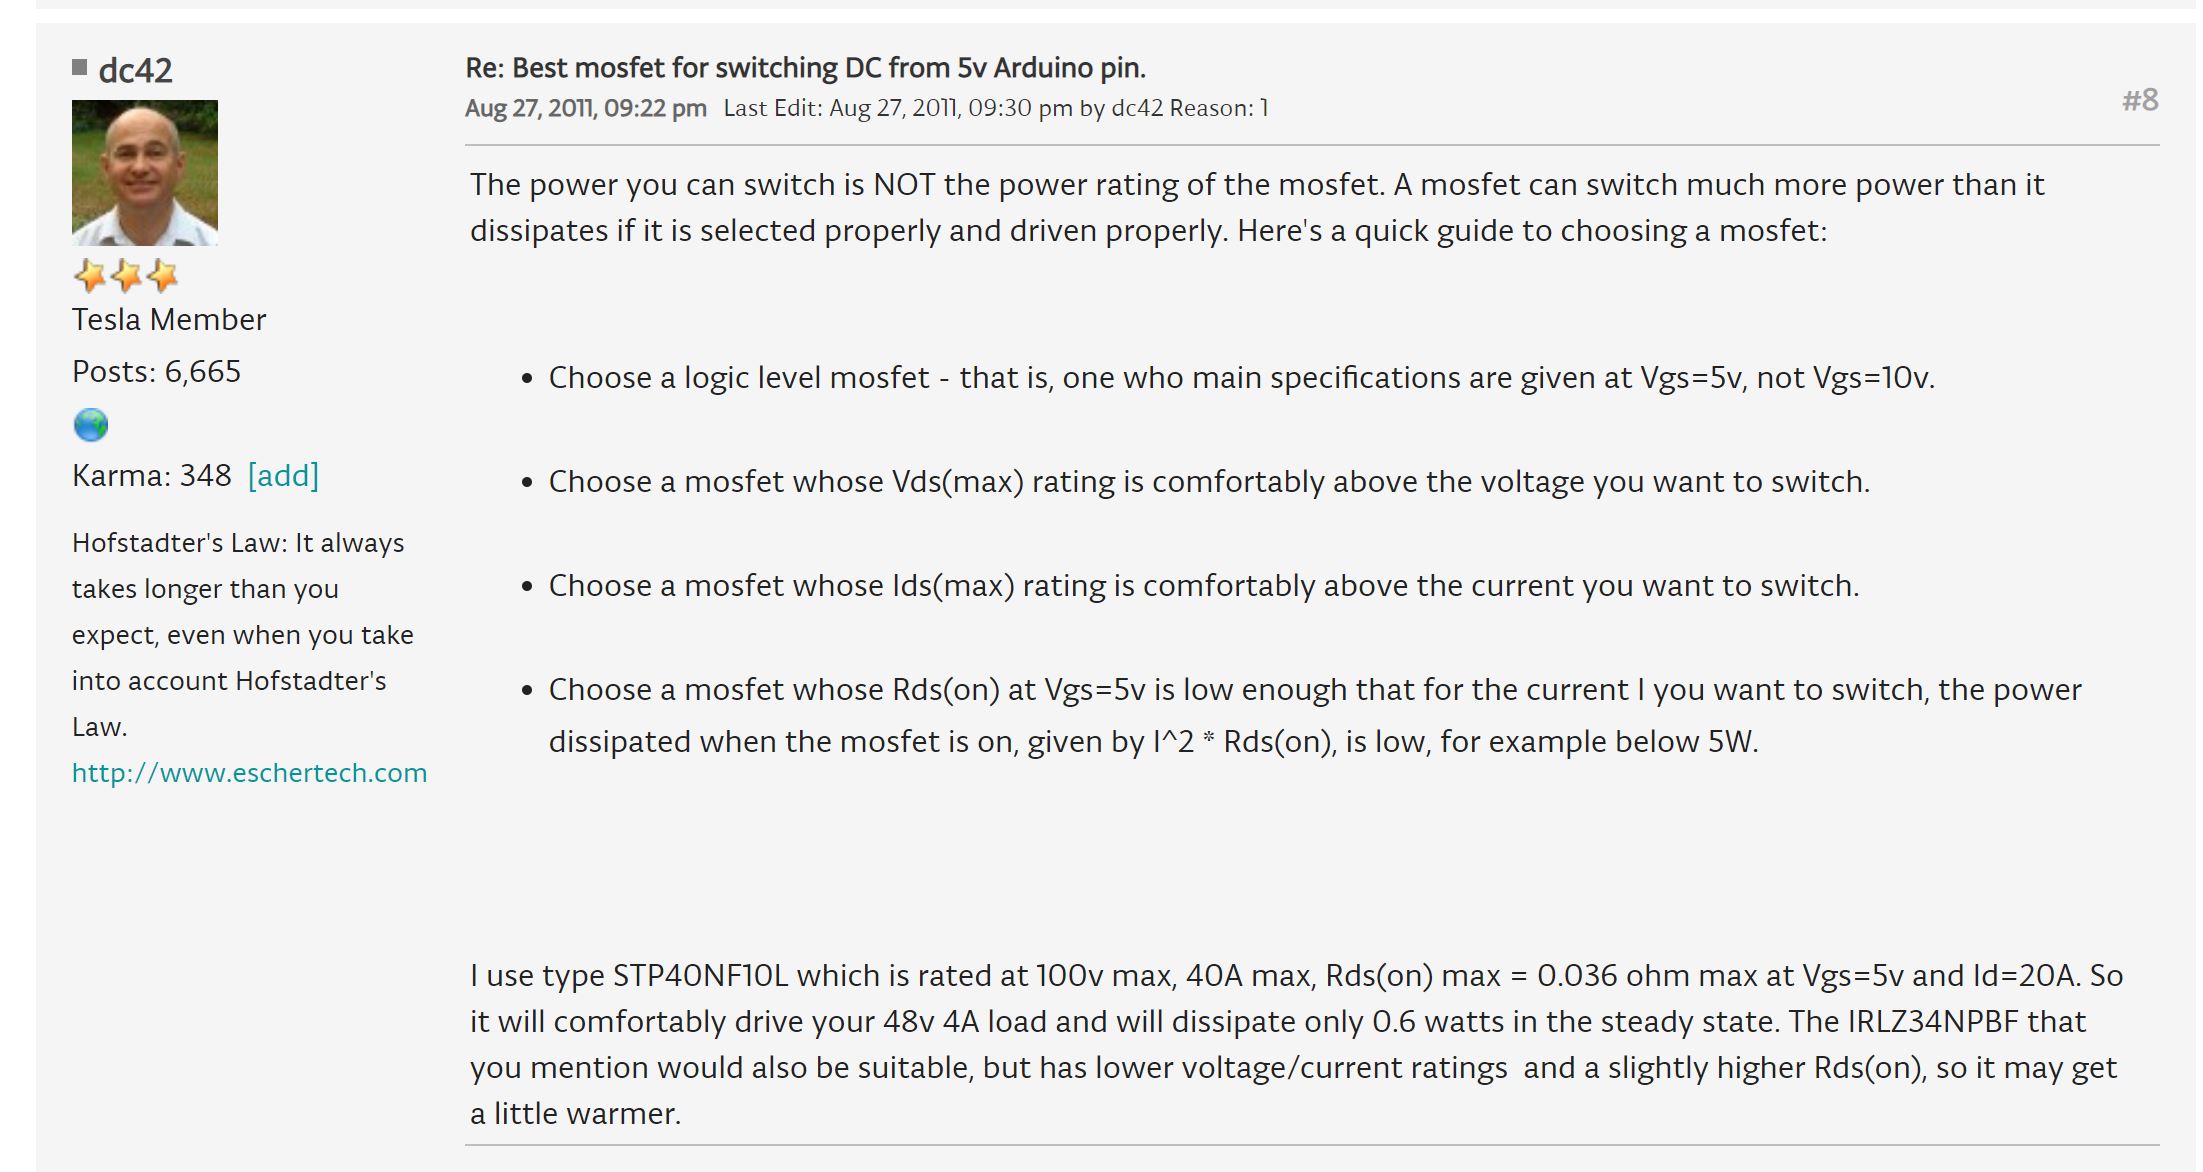 dc42
Tesla Member
Posts: 6,665
Karma: 348 [add]
Hofstadter's Law: It always
takes longer than you
expect, even when you take
into account Hofstadter's
Law.
http://www.eschertech.com
Re: Best mosfet for switching DC from 5v Arduino pin.
Aug 27, 2011, 09:22 pm Last Edit: Aug 27, 2011, 09:30 pm by dc42 Reason: 1
#8
The power you can switch is NOT the power rating of the mosfet. A mosfet can switch much more power than it
dissipates if it is selected properly and driven properly. Here's a quick guide to choosing a mosfet:
• Choose a logic level mosfet - that is, one who main specifications are given at Vgs=5v, not Vgs=10v.
• Choose a mosfet whose Vds(max) rating is comfortably above the voltage you want to switch.
• Choose a mosfet whose Ids(max) rating is comfortably above the current you want to switch.
• Choose a mosfet whose Rds(on) at Vgs=5v is low enough that for the current I you want to switch, the power
dissipated when the mosfet is on, given by I^2 * Rds(on), is low, for example below 5W.
I use type STP40NF10L which is rated at 100v max, 40A max, Rds(on) max = 0.036 ohm max at Vgs=5v and Id=20A. So
it will comfortably drive your 48v 4A load and will dissipate only 0.6 watts in the steady state. The IRLZ34NPBF that
you mention would also be suitable, but has lower voltage/current ratings and a slightly higher Rds(on), so it may get
a little warmer.